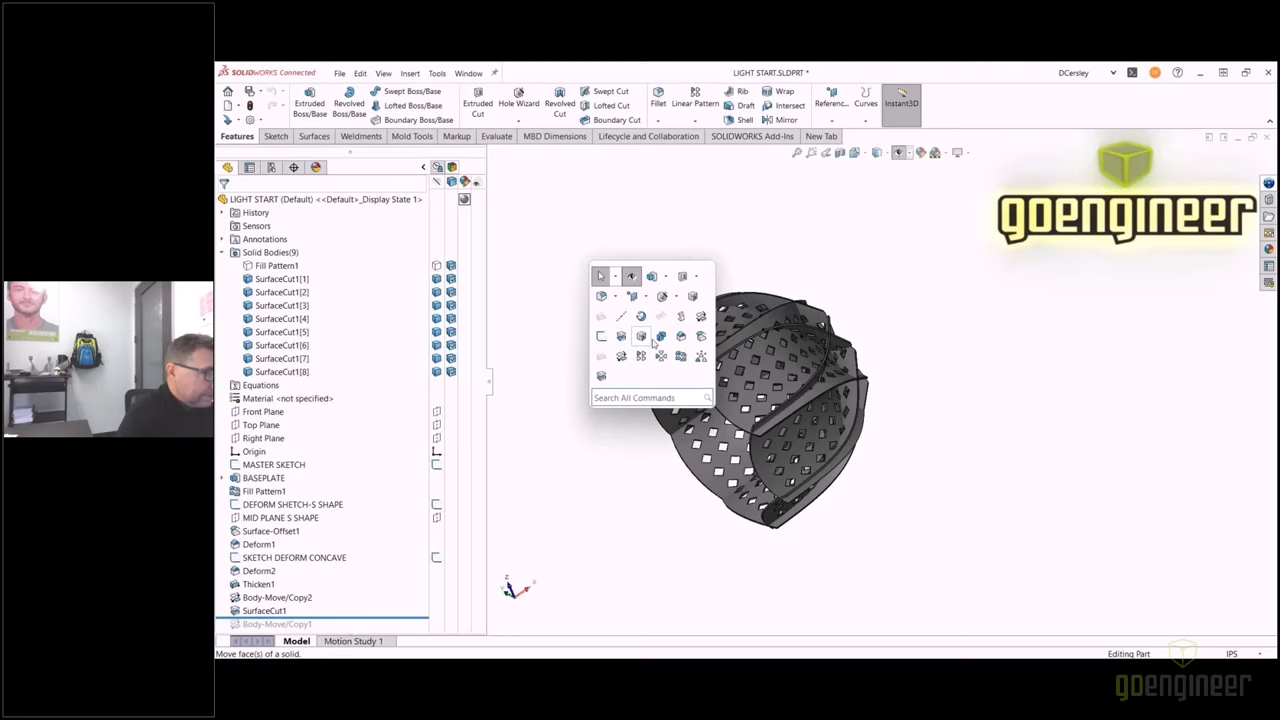 SOLIDWORKS Connected File Edit View Insert Tools Window LIGHT START.SLDPRT * DCersley
Extruded Boss/Base Revolved Boss/Base Swept Boss/Base Lofted Boss/Base Boundary Boss/Base Extruded Cut Hole Wizard Revolved Cut Swept Cut Lofted Cut Boundary Cut Fillet Linear Pattern Rib Draft Shell Wrap Intersect Mirror Referenc... Curves Instant3D
Features Sketch Surfaces Weldments Mold Tools Markup Evaluate MBD Dimensions Lifecycle and Collaboration SOLIDWORKS Add-Ins New Tab
goengineer
LIGHT START (Default) <<Default>_Display State 1>
History
Sensors
Annotations
Solid Bodies(9)
Fill Pattern1
SurfaceCut1[1]
SurfaceCut1[2]
SurfaceCut1[3]
SurfaceCut1[4]
SurfaceCut1[5]
SurfaceCut1[6]
SurfaceCut1[7]
SurfaceCut1[8]
Equations
Material <not specified>
Front Plane
Top Plane
Right Plane
Origin
MASTER SKETCH
BASEPLATE
Fill Pattern1
DEFORM SHETCH-S SHAPE
MID PLANE S SHAPE
Surface-Offset1
Deform1
SKETCH DEFORM CONCAVE
Deform2
Thicken1
Body-Move/Copy2
SurfaceCut1
Body-Move/Copy1
Search All Commands
Z
X
Model Motion Study 1
Move face(s) of a solid. Editing Part IPS
goengineer